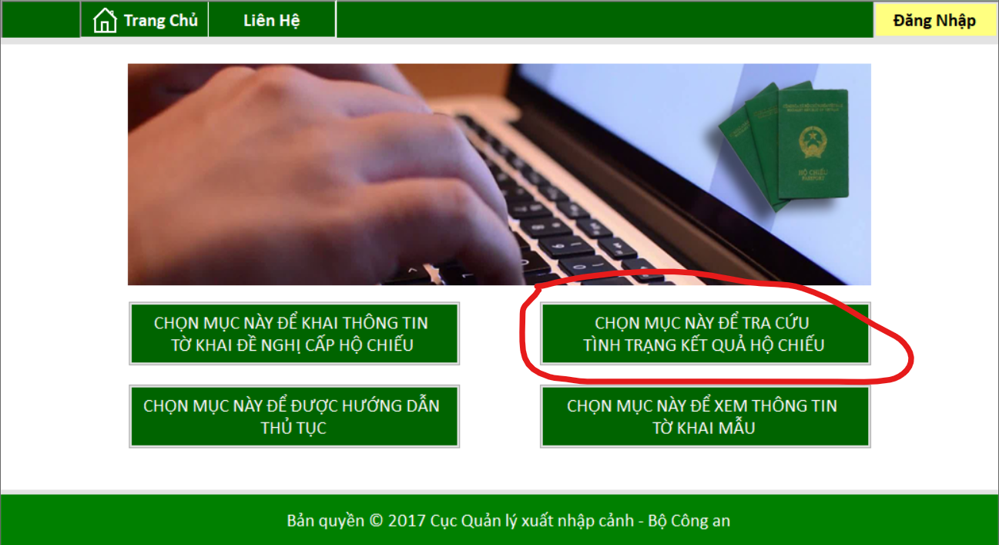 Trang Chủ
Liên Hệ
Đăng Nhập
HỘ CHIẾU
PASSPORT
CHỌN MỤC NÀY ĐỂ KHAI THÔNG TIN
TỜ KHAI ĐỀ NGHỊ CẤP HỘ CHIẾU
CHỌN MỤC NÀY ĐỂ TRA CỨU
TÌNH TRẠNG KẾT QUẢ HỘ CHIẾU
CHỌN MỤC NÀY ĐỂ ĐƯỢC HƯỚNG DẪN
THỦ TỤC
CHỌN MỤC NÀY ĐỂ XEM THÔNG TIN
TỜ KHAI MẪU
Bản quyền © 2017 Cục Quản lý xuất nhập cảnh - Bộ Công an